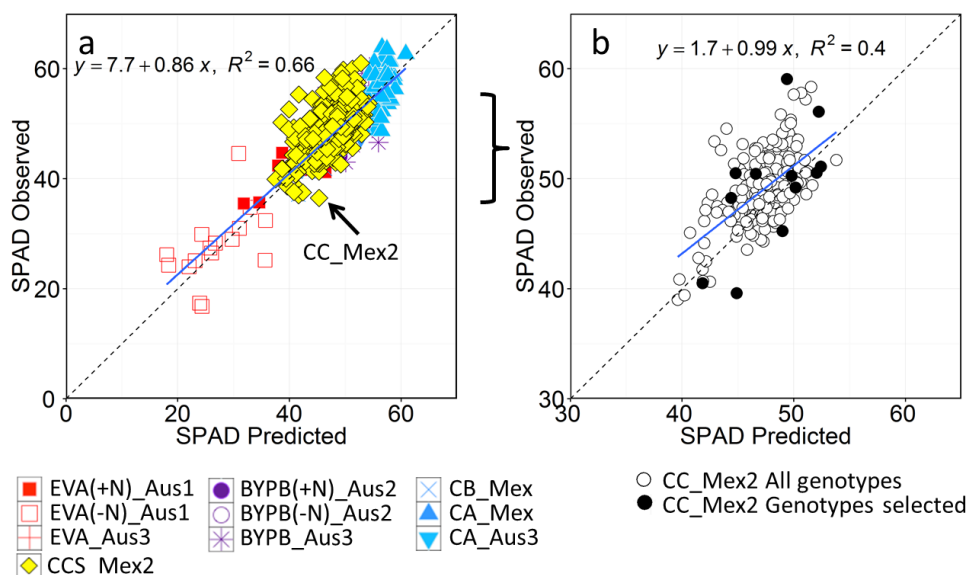 a
y = 7.7 + 0.86 x, R² = 0.66
SPAD Observed
60
40
20
0
0 20 40 60
SPAD Predicted
CC_Mex2
b
y = 1.7 + 0.99 x, R² = 0.4
SPAD Observed
60
50
40
30
30 40 50 60
SPAD Predicted
EVA(+N)_Aus1
EVA(-N)_Aus1
EVA_Aus3
CCS_Mex2
BYPB(+N)_Aus2
BYPB(-N)_Aus2
BYPB_Aus3
CB_Mex
CA_Mex
CA_Aus3
CC_Mex2 All genotypes
CC_Mex2 Genotypes selected